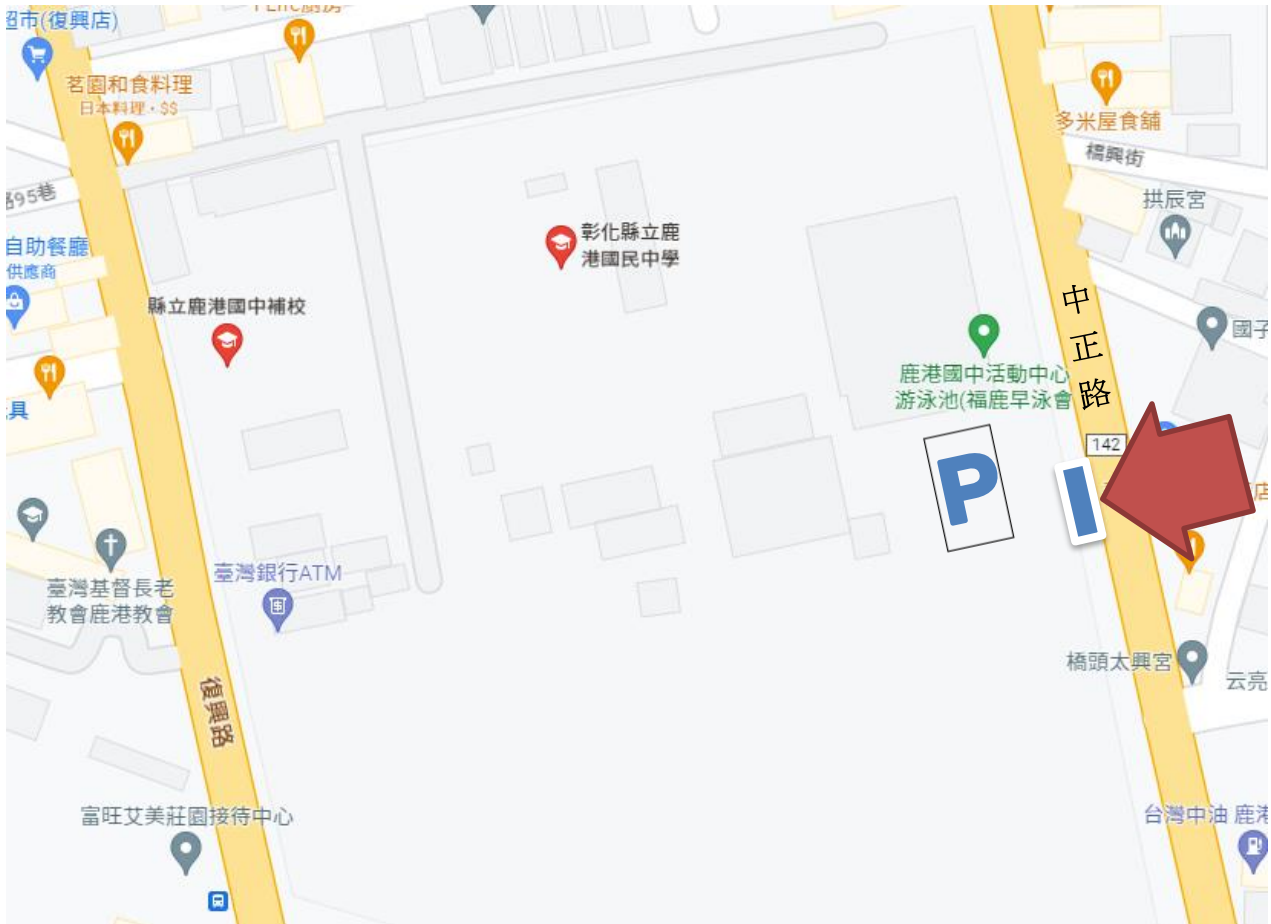 超市(復興店)
茗園和食料理
日本料理・$$
多米屋食舖
橋興街
路95巷
彰化縣立鹿
港國民中學
拱辰宮
自助餐廳
供應商
縣立鹿港國中補校
中
正
路
國子
鹿港國中活動中心
游泳池(福鹿早泳會
具
142
P
I
店
臺灣銀行ATM
臺灣基督長老
教會鹿港教會
橋頭太興宮
云亮
復興路
富旺艾美莊園接待中心
台灣中油 鹿港